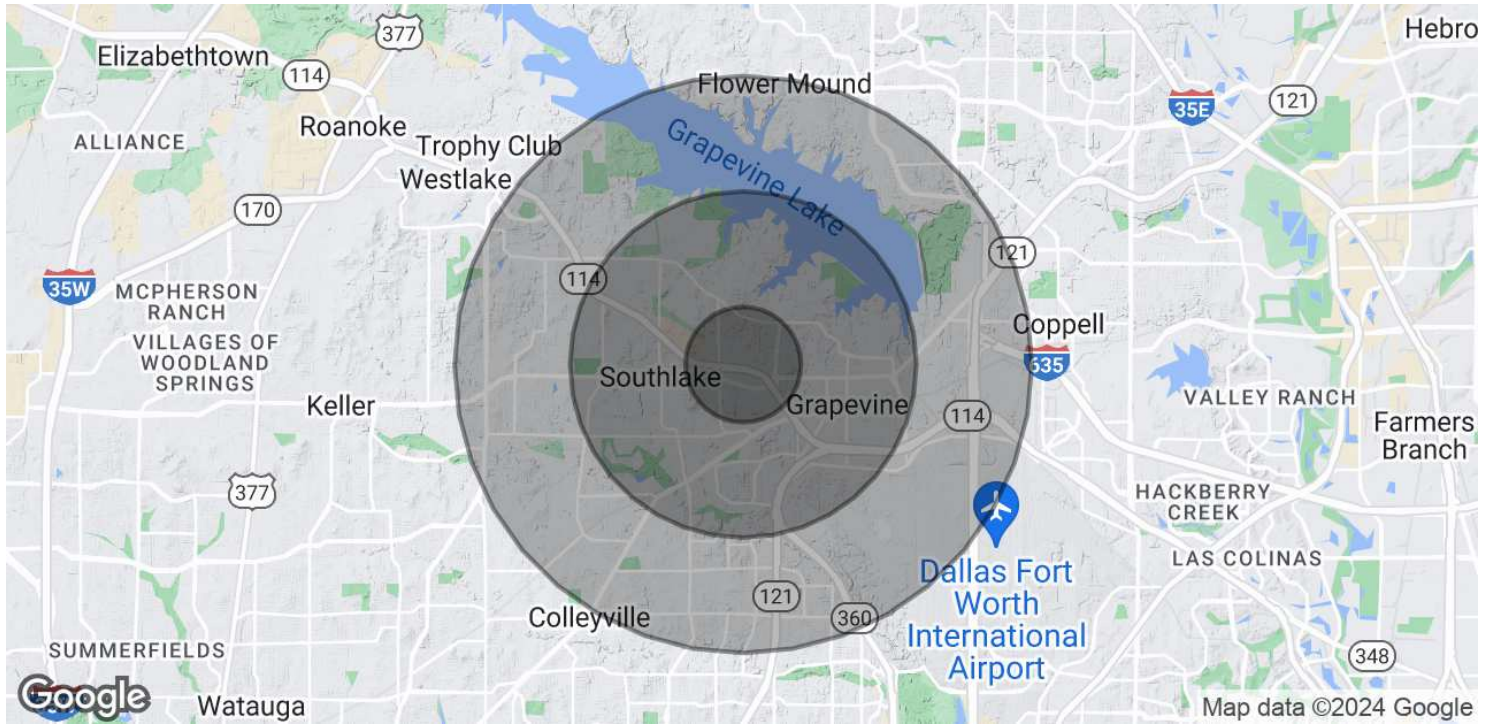 377
Hebro
Elizabethtown
114
Flower Mound
35E
121
ALLIANCE
Roanoke
Trophy Club
Westlake
Grapevine Lake
170
121
114
35W
MCPHERSON
RANCH
VILLAGES OF
WOODLAND
SPRINGS
Coppell
635
Southlake
Keller
Grapevine
114
VALLEY RANCH
Farmers
Branch
377
HACKBERRY
CREEK
LAS COLINAS
Dallas Fort
Worth
International
Airport
121
360
Colleyville
SUMMERFIELDS
348
Google
Watauga
Map data ©2024 Google